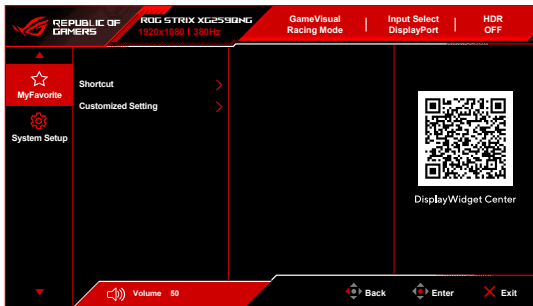 REPUBLIC OF
GAMERS
ROG STRIX XG259QNG
1920x1080 | 380Hz
GameVisual
Racing Mode
Input Select
DisplayPort
HDR
OFF
MyFavorite
System Setup
Shortcut
Customized Setting
DisplayWidget Center
Volume 50
Back
Enter
Exit